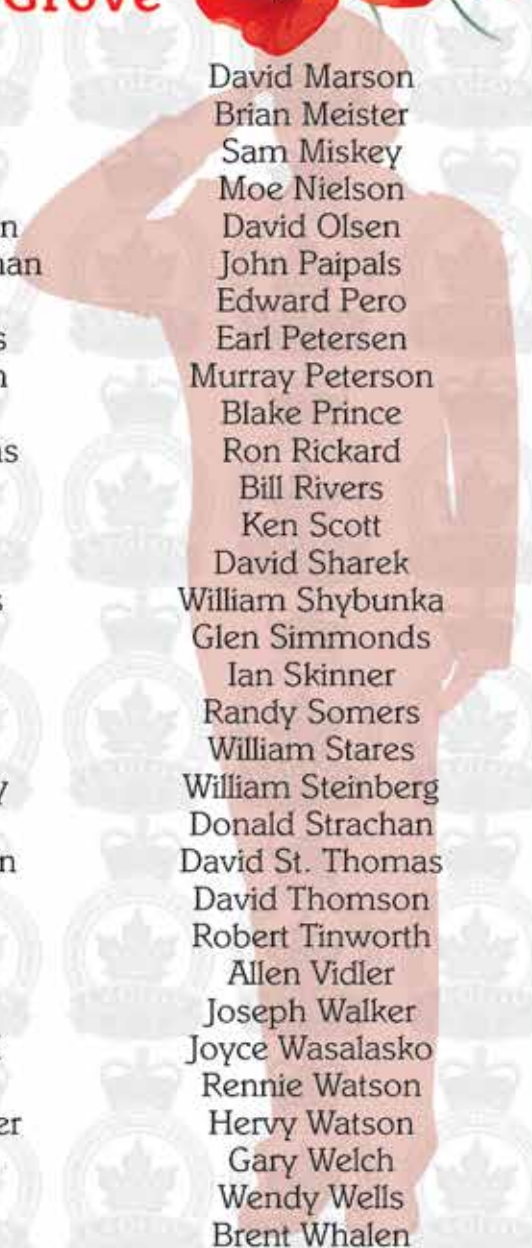 Grove
David Marson
Brian Meister
Sam Miskey
Moe Nielson
David Olsen
John Paipals
Edward Pero
Earl Petersen
Murray Peterson
Blake Prince
Ron Rickard
Bill Rivers
Ken Scott
David Sharek
William Shybunka
Glen Simmonds
Ian Skinner
Randy Somers
William Stares
William Steinberg
Donald Strachan
David St. Thomas
David Thomson
Robert Tinworth
Allen Vidler
Joseph Walker
Joyce Wasalasko
Rennie Watson
Hervy Watson
Gary Welch
Wendy Wells
Brent Whalen